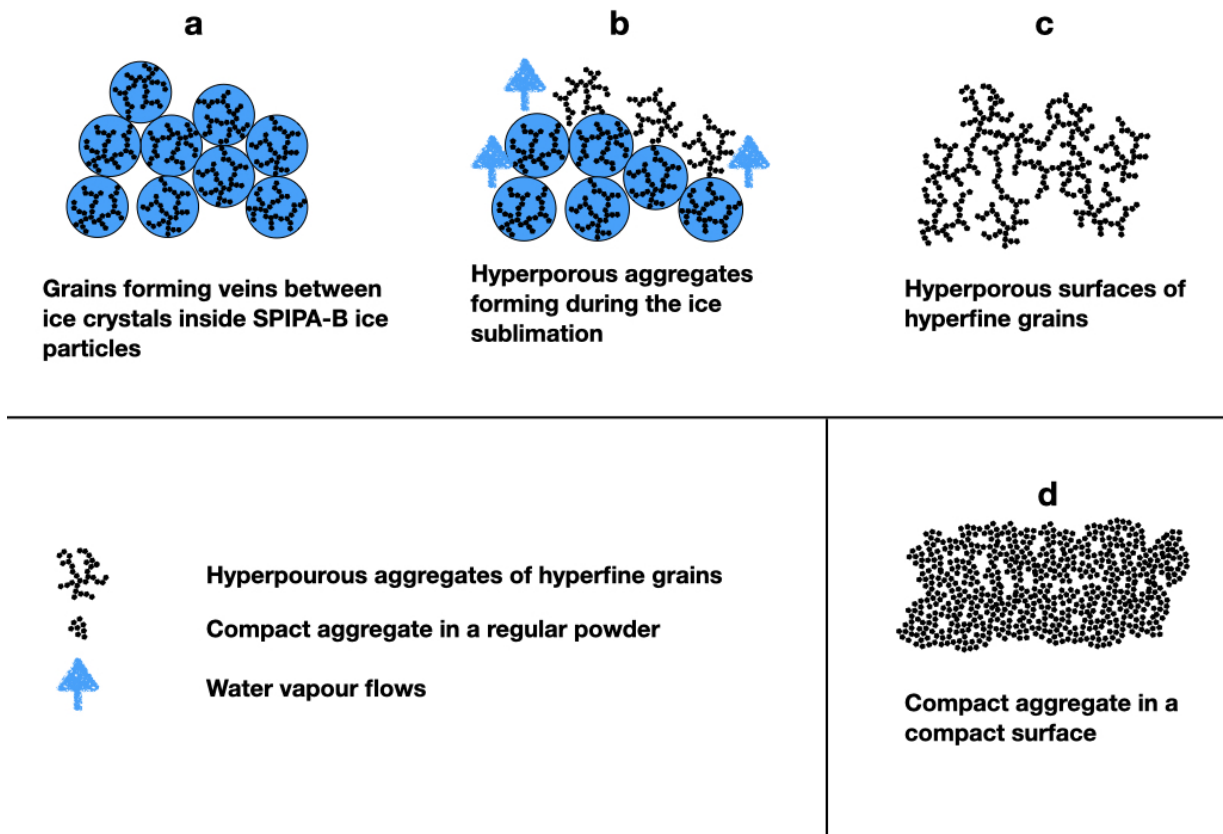 a
b
c
Grains forming veins between
ice crystals inside SPIPA-B ice
particles
Hyperporous aggregates
forming during the ice
sublimation
Hyperporous surfaces of
hyperfine grains
d
Hyperpourous aggregates of hyperfine grains
Compact aggregate in a regular powder
Water vapour flows
Compact aggregate in a
compact surface